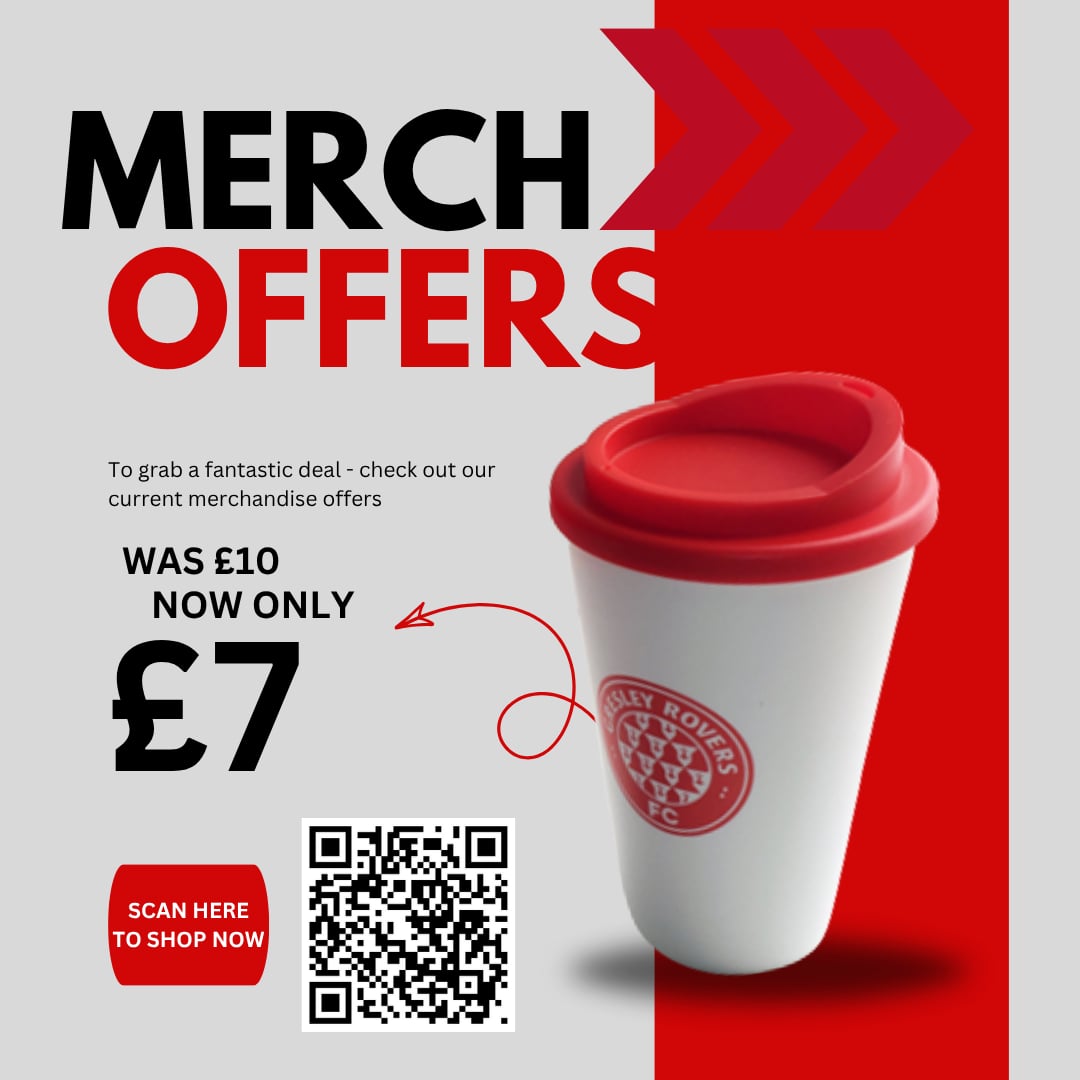 MERCH
OFFERS
To grab a fantastic deal - check out our
current merchandise offers
WAS £10
NOW ONLY
£7
SCAN HERE
TO SHOP NOW
GRESLEY ROVERS
FC